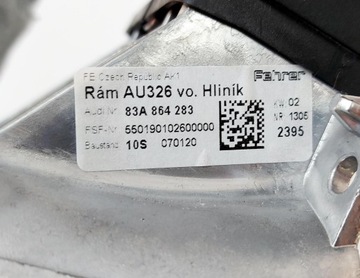 FE Czech Republic Ak1
Fehrer
Rám AU326 vo. Hliník
Audi Nr 83A 864 283
KW 02
FSF-Nr 550190102600000
NR 1305
Baustand 10S 070120
2395